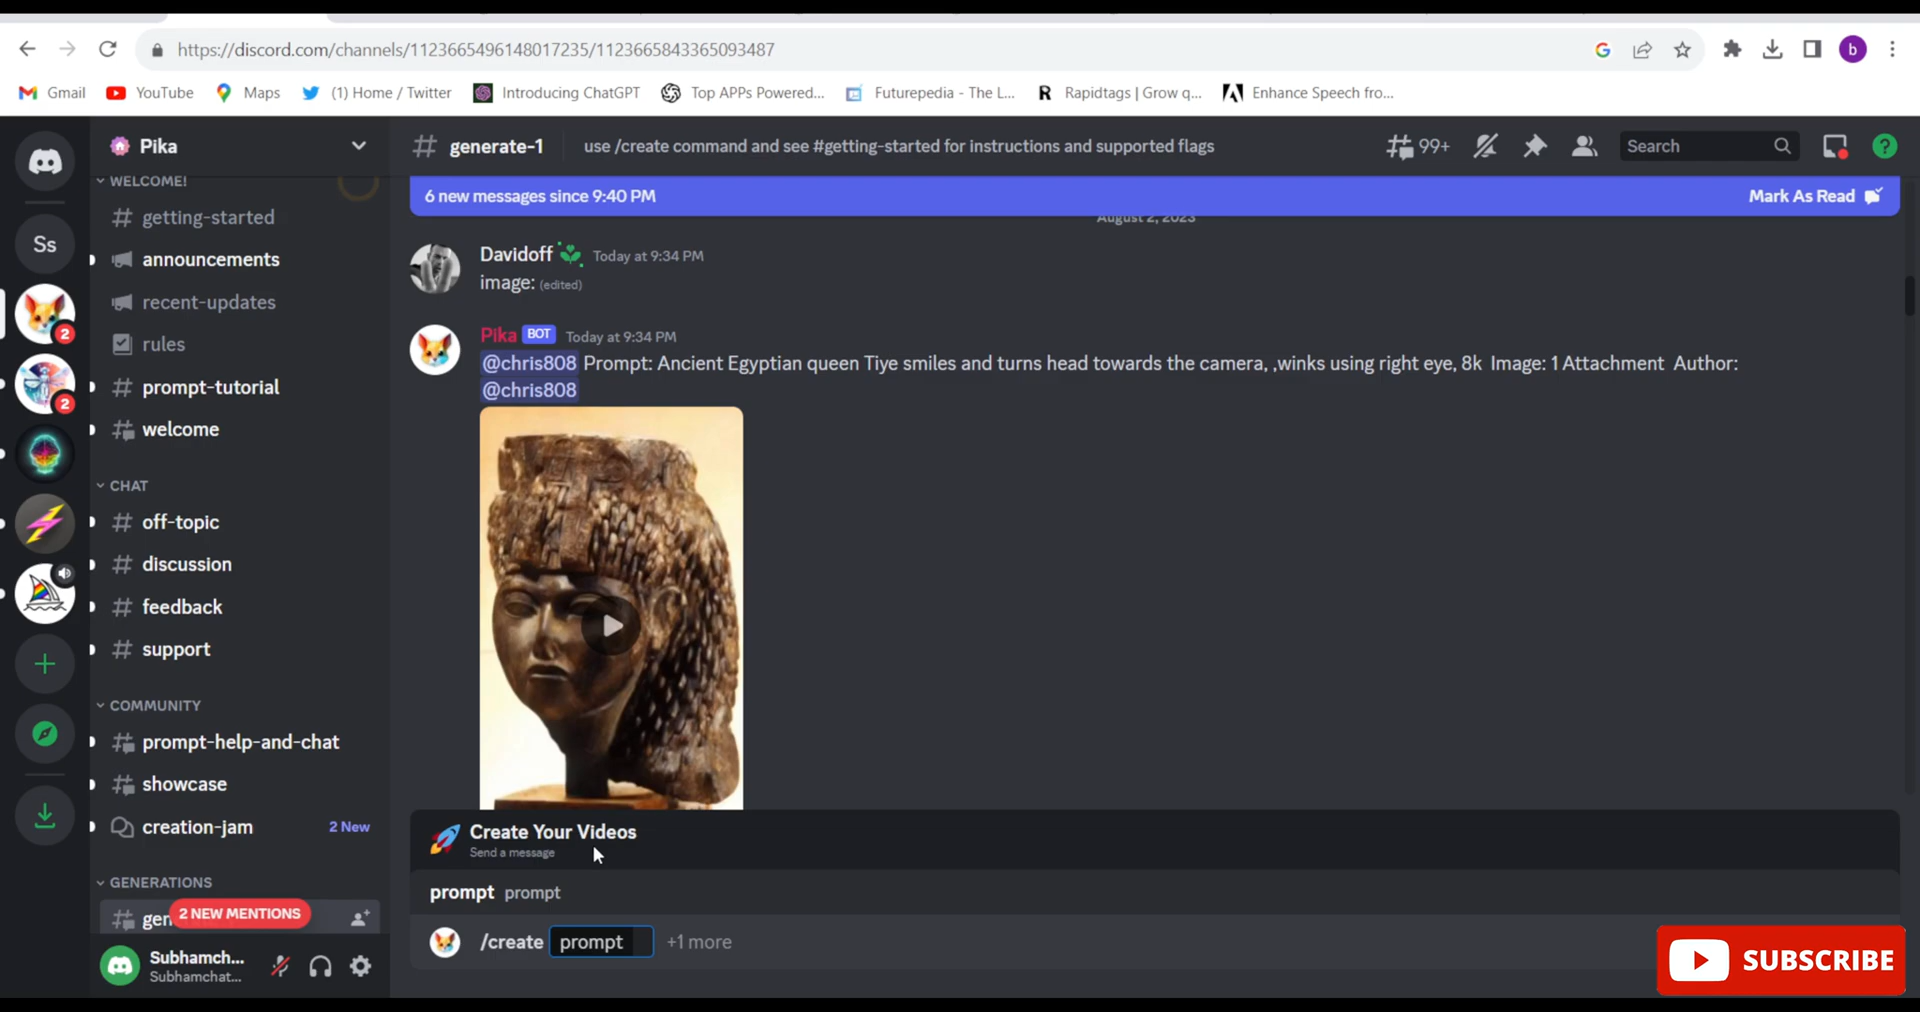 https://discord.com/channels/1123665496148017235/1123665843365093487
G
b
Gmail
YouTube
Maps
(1) Home / Twitter
Introducing ChatGPT
Top APPs Powered...
Futurepedia - The L...
R Rapidtags | Grow q...
Enhance Speech fro...
Pika
# generate-1
use /create command and see #getting-started for instructions and supported flags
99+
Search
?
Ss
2
2
WELCOME!
# getting-started
announcements
recent-updates
rules
# prompt-tutorial
welcome
CHAT
# off-topic
# discussion
# feedback
# support
COMMUNITY
prompt-help-and-chat
showcase
creation-jam 2 New
GENERATIONS
gen
2 NEW MENTIONS
Subhamch...
Subhamchat...
6 new messages since 9:40 PM
Mark As Read
August 2, 2023
Davidoff Today at 9:34 PM
image: (edited)
Pika BOT Today at 9:34 PM
@chris808 Prompt: Ancient Egyptian queen Tiye smiles and turns head towards the camera, ,winks using right eye, 8k Image: 1 Attachment Author:
@chris808
Create Your Videos
Send a message
prompt prompt
/create prompt +1 more
SUBSCRIBE